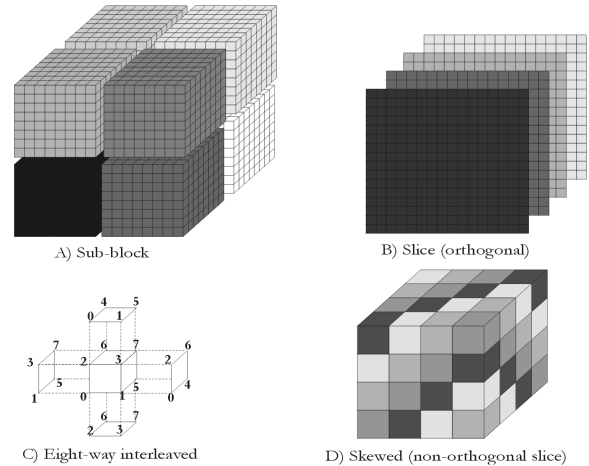 A) Sub-block
B) Slice (orthogonal)
4 5
0 1
7 6 7 6
3 2 3 2
5 5 4
1 0 1 0
6 7
2 3
C) Eight-way interleaved
D) Skewed (non-orthogonal slice)